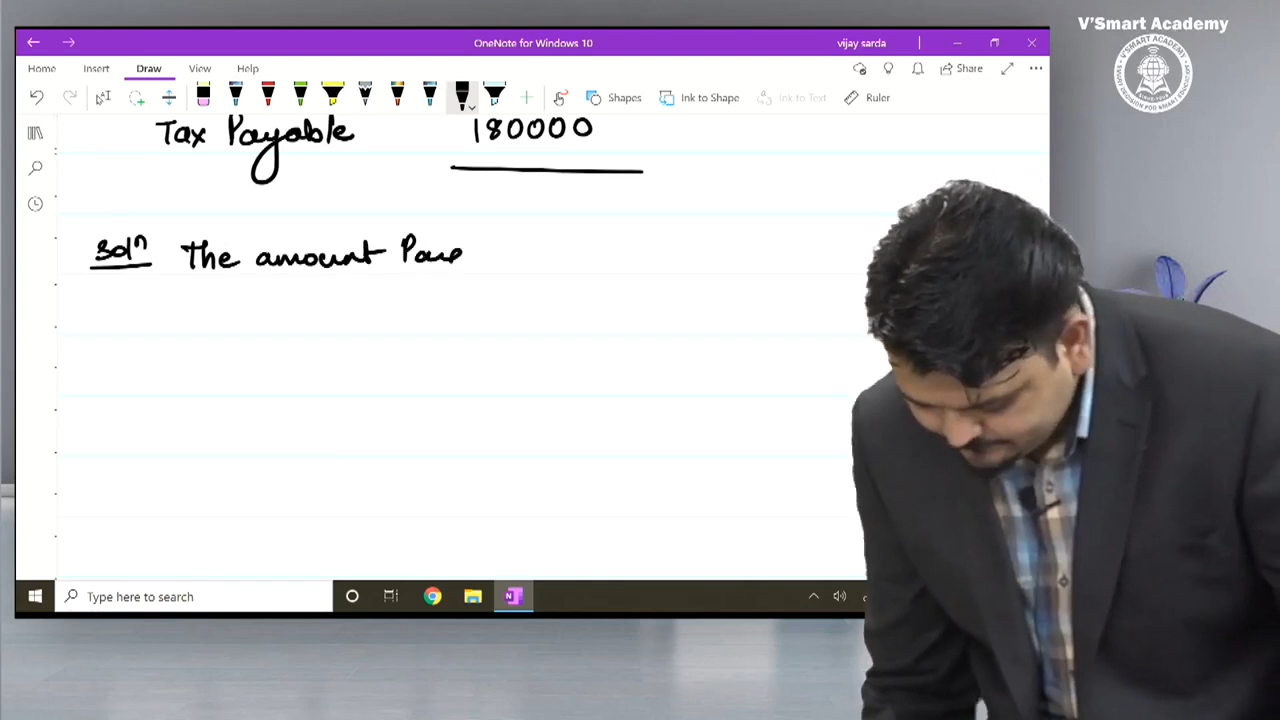 V'Smart Academy
OneNote for Windows 10
vijay sarda
Home Insert Draw View Help
Share
Shapes Ink to Shape Ink to Text Ruler
Tax Payable 180000
Soln The amount
Type here to search